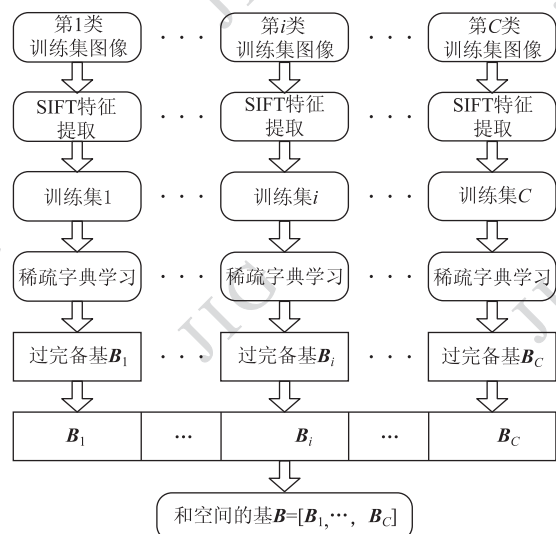 第1类 · · · 第i类 · · · 第C类
训练集图像 训练集图像 训练集图像
SIFT特征 · · · SIFT特征 · · · SIFT特征
提取 提取 提取
训练集1 · · · 训练集i · · · 训练集C
稀疏字典学习 · · · 稀疏字典学习 · · · 稀疏字典学习
过完备基B₁ · · · 过完备基Bᵢ · · · 过完备基B_C
B₁ ··· Bᵢ ··· B_C
和空间的基B=[B₁,···, B_C]
JIG